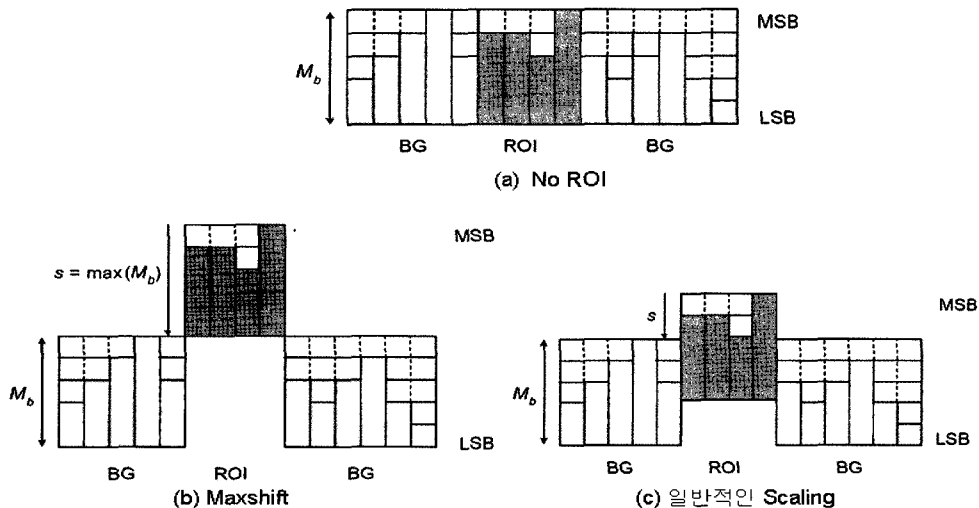 MSB
M_b
LSB
BG ROI BG
(a) No ROI
MSB
s = max(M_b)
M_b
LSB
BG ROI BG
(b) Maxshift
MSB
s
M_b
LSB
BG ROI BG
(c) 일반적인 Scaling